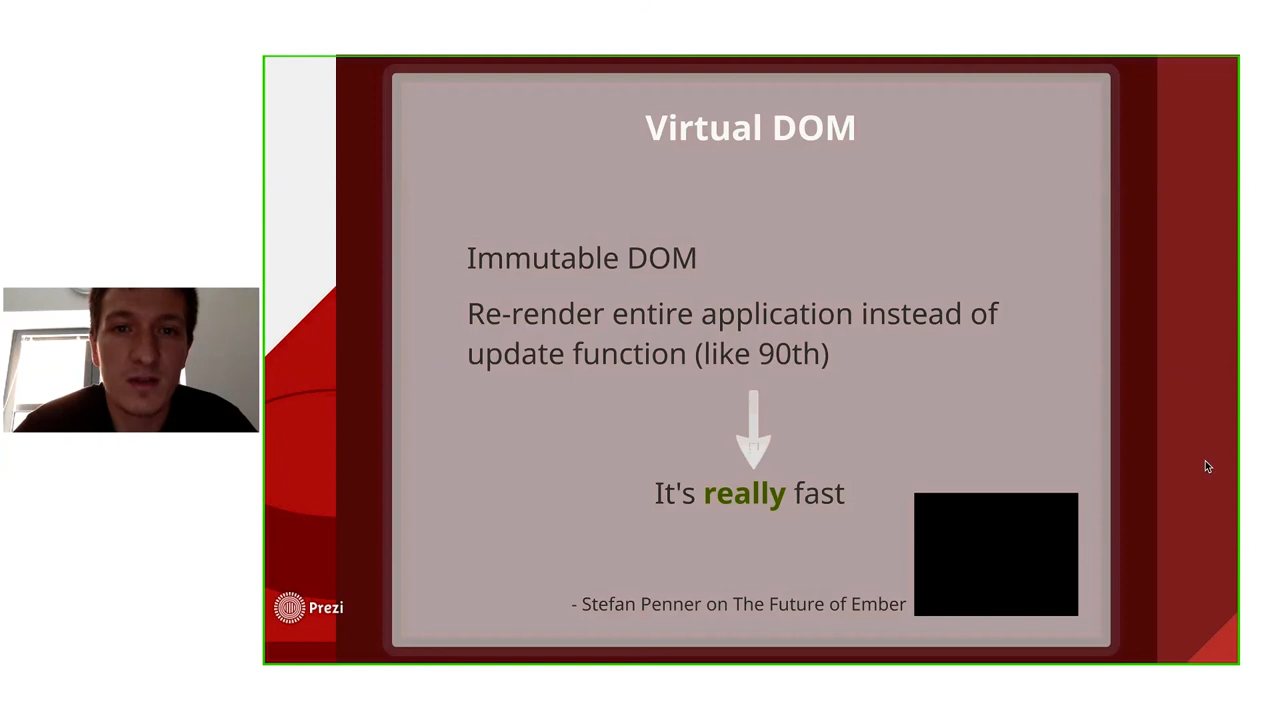 Virtual DOM
Immutable DOM
Re-render entire application instead of
update function (like 90th)
It's really fast
- Stefan Penner on The Future of Ember
Prezi